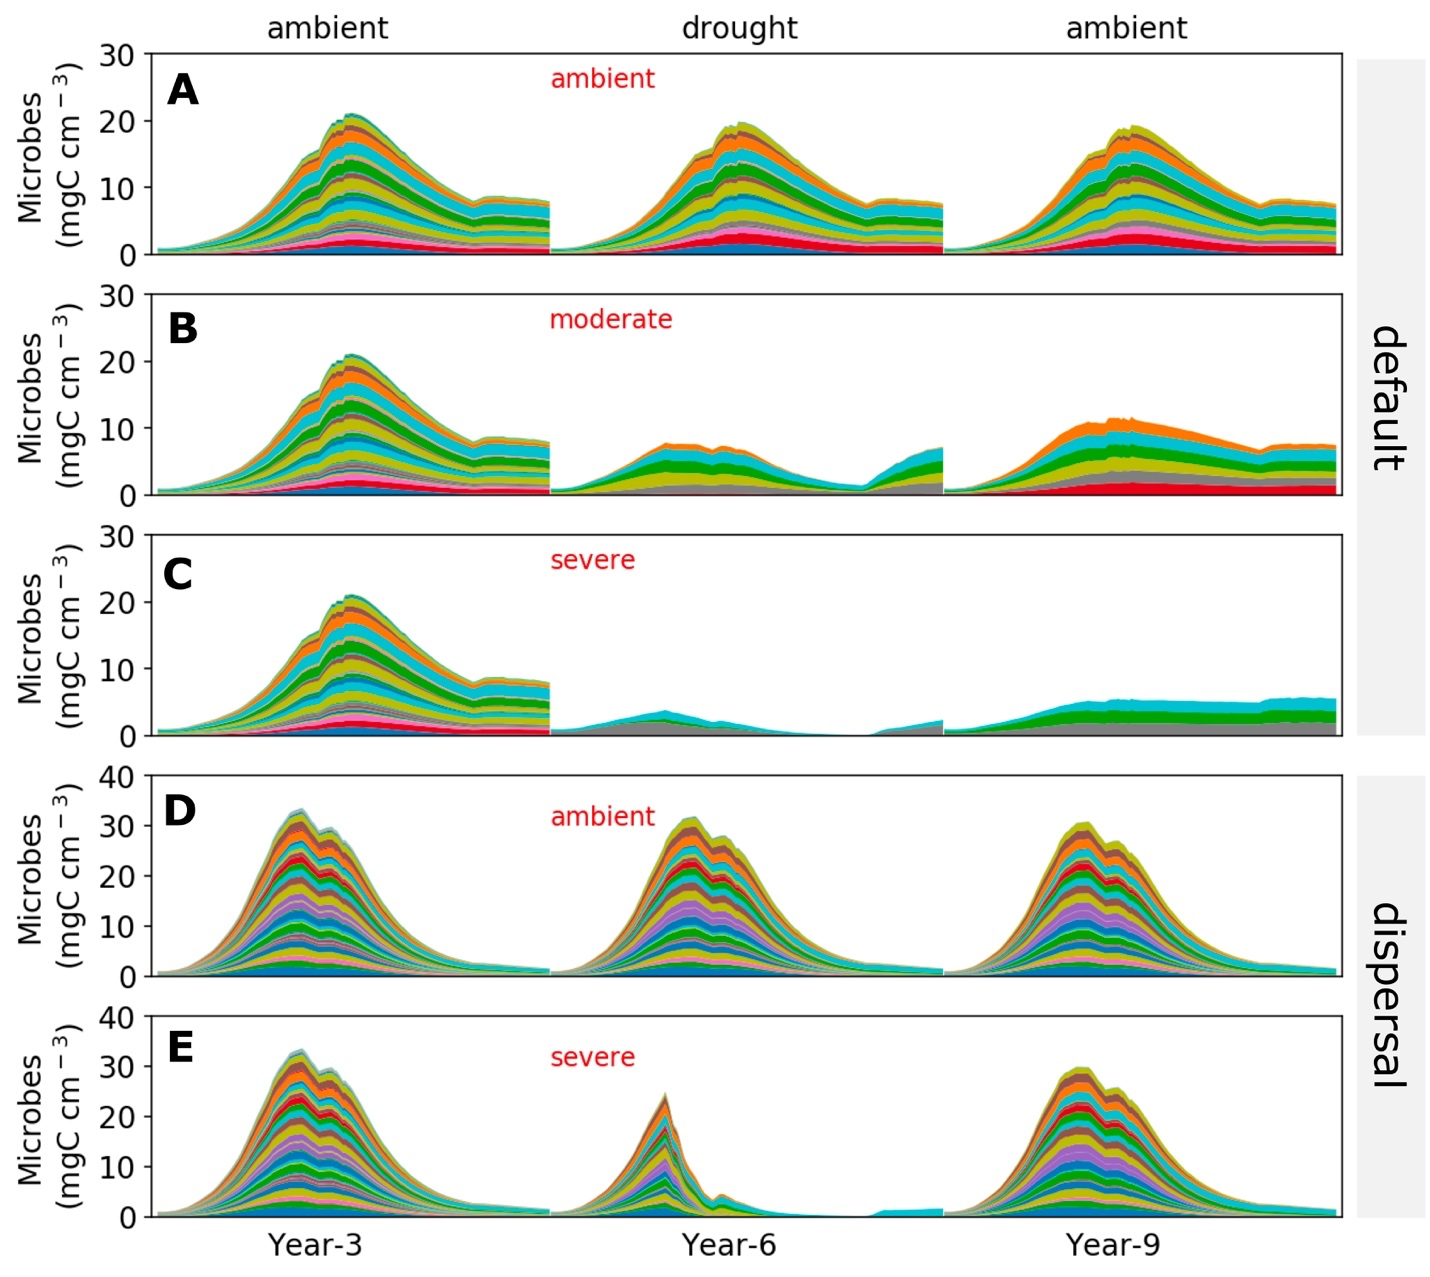 ambient drought ambient
30
20
10
0
Microbes
(mgC cm⁻³)
A
ambient
30
20
10
0
Microbes
(mgC cm⁻³)
B
moderate
30
20
10
0
Microbes
(mgC cm⁻³)
C
severe
default
40
30
20
10
0
Microbes
(mgC cm⁻³)
D
ambient
40
30
20
10
0
Microbes
(mgC cm⁻³)
E
severe
dispersal
Year-3 Year-6 Year-9